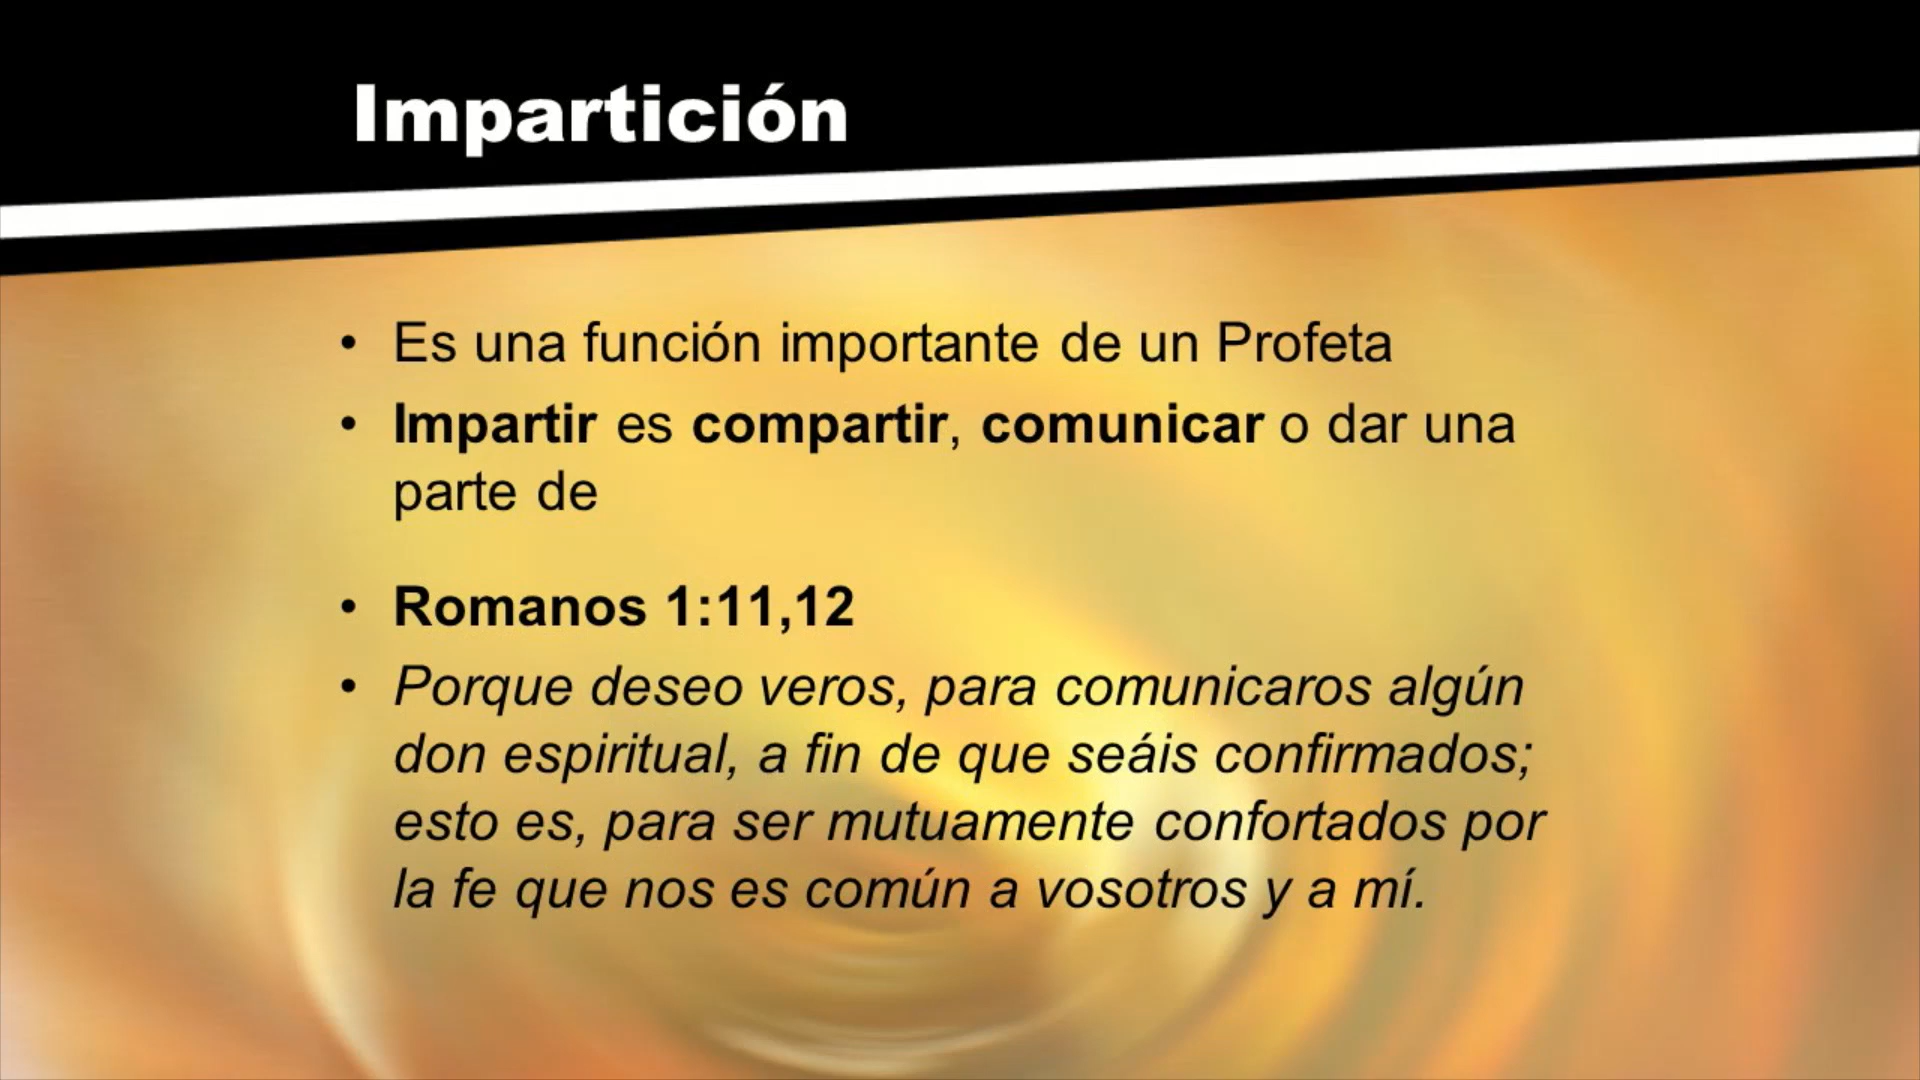 Impartición
• Es una función importante de un Profeta
• Impartir es compartir, comunicar o dar una
parte de
• Romanos 1:11,12
• Porque deseo veros, para comunicaros algún
don espiritual, a fin de que seáis confirmados;
esto es, para ser mutuamente confortados por
la fe que nos es común a vosotros y a mí.